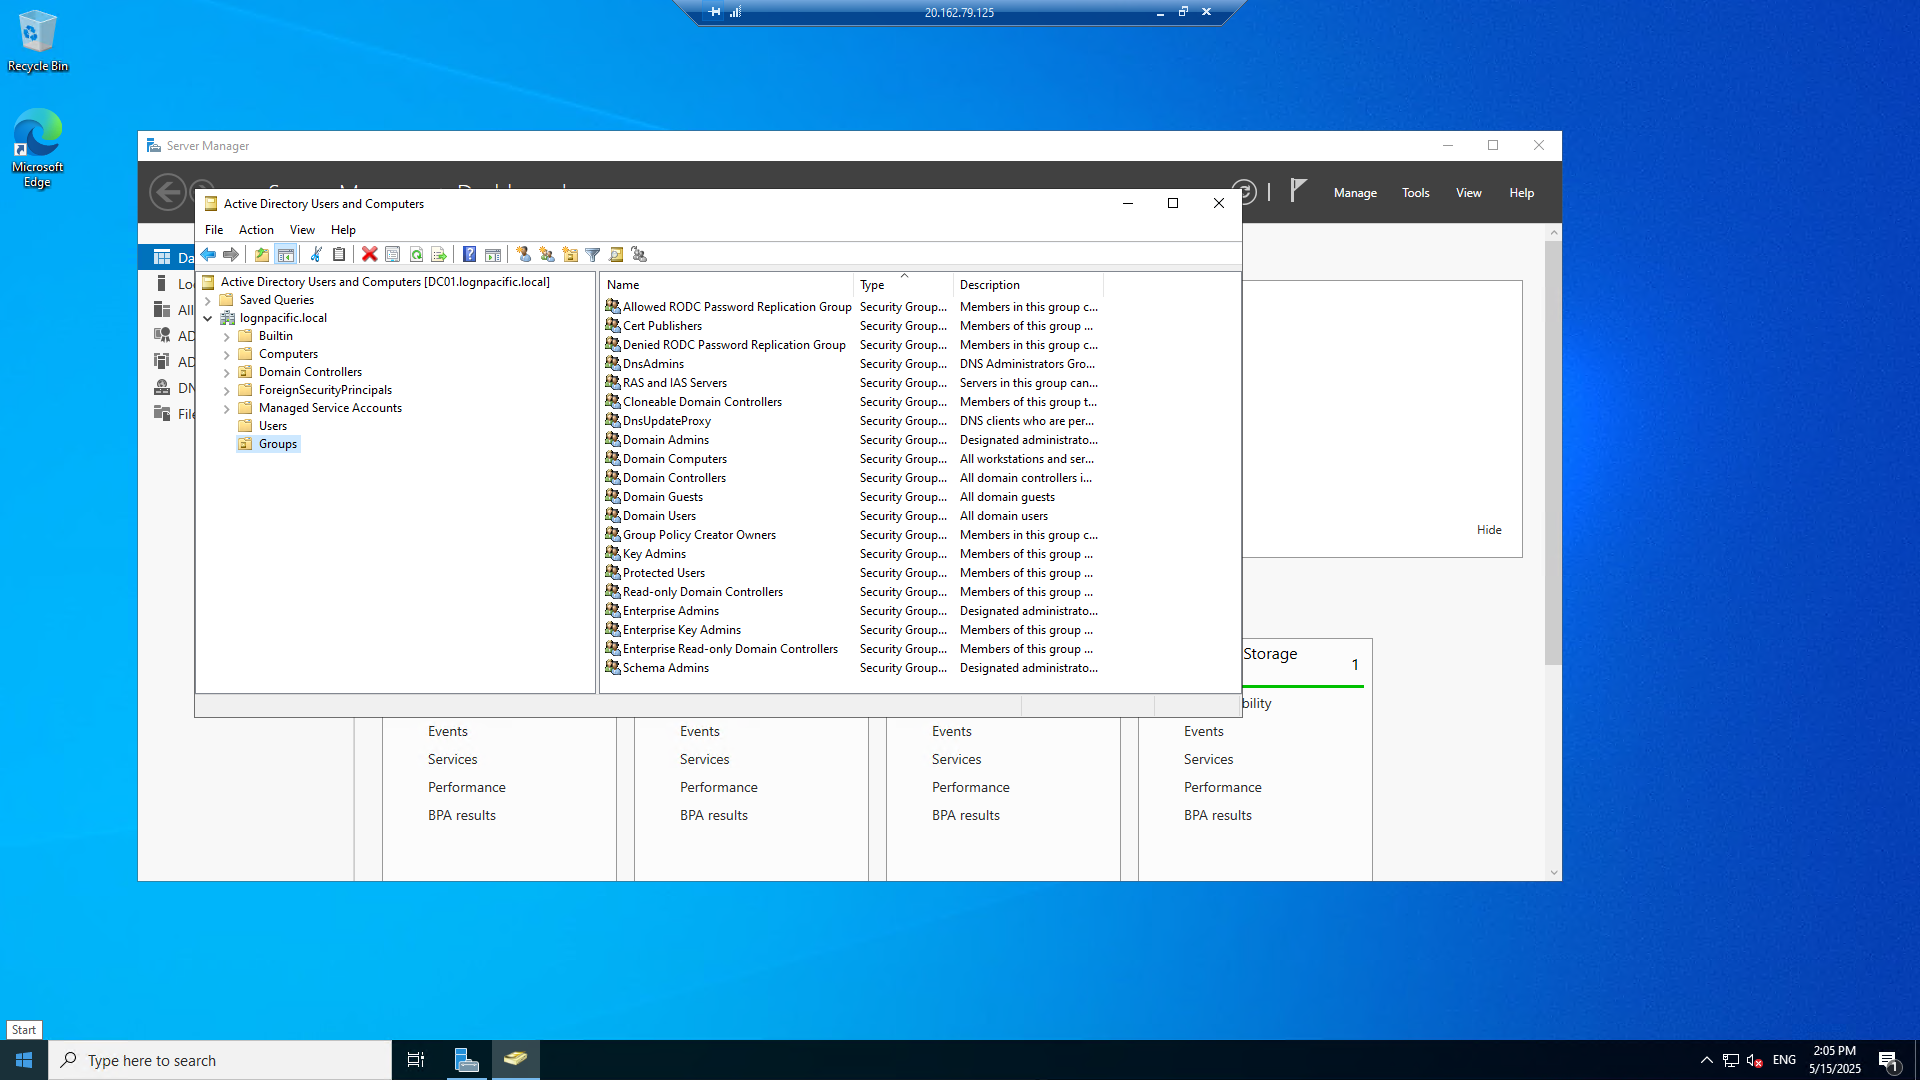 20.162.79.125
Recycle Bin
Microsoft
Edge
Server Manager
Manage Tools View Help
Active Directory Users and Computers
File Action View Help
Active Directory Users and Computers [DC01.lognpacific.local]
Saved Queries
lognpacific.local
Builtin
Computers
Domain Controllers
ForeignSecurityPrincipals
Managed Service Accounts
Users
Groups
Name Type Description
Allowed RODC Password Replication Group Security Group... Members in this group c...
Cert Publishers Security Group... Members of this group ...
Denied RODC Password Replication Group Security Group... Members in this group c...
DnsAdmins Security Group... DNS Administrators Gro...
RAS and IAS Servers Security Group... Servers in this group can...
Cloneable Domain Controllers Security Group... Members of this group t...
DnsUpdateProxy Security Group... DNS clients who are per...
Domain Admins Security Group... Designated administrato...
Domain Computers Security Group... All workstations and ser...
Domain Controllers Security Group... All domain controllers i...
Domain Guests Security Group... All domain guests
Domain Users Security Group... All domain users
Group Policy Creator Owners Security Group... Members in this group c...
Key Admins Security Group... Members of this group ...
Protected Users Security Group... Members of this group ...
Read-only Domain Controllers Security Group... Members of this group ...
Enterprise Admins Security Group... Designated administrato...
Enterprise Key Admins Security Group... Members of this group ...
Enterprise Read-only Domain Controllers Security Group... Members of this group ...
Schema Admins Security Group... Designated administrato...
Da
Lo
All
AD
AD
DN
File
Hide
Storage
1
bility
Events Events Events Events
Services Services Services Services
Performance Performance Performance Performance
BPA results BPA results BPA results BPA results
Start
Type here to search
ENG
2:05 PM
5/15/2025
1